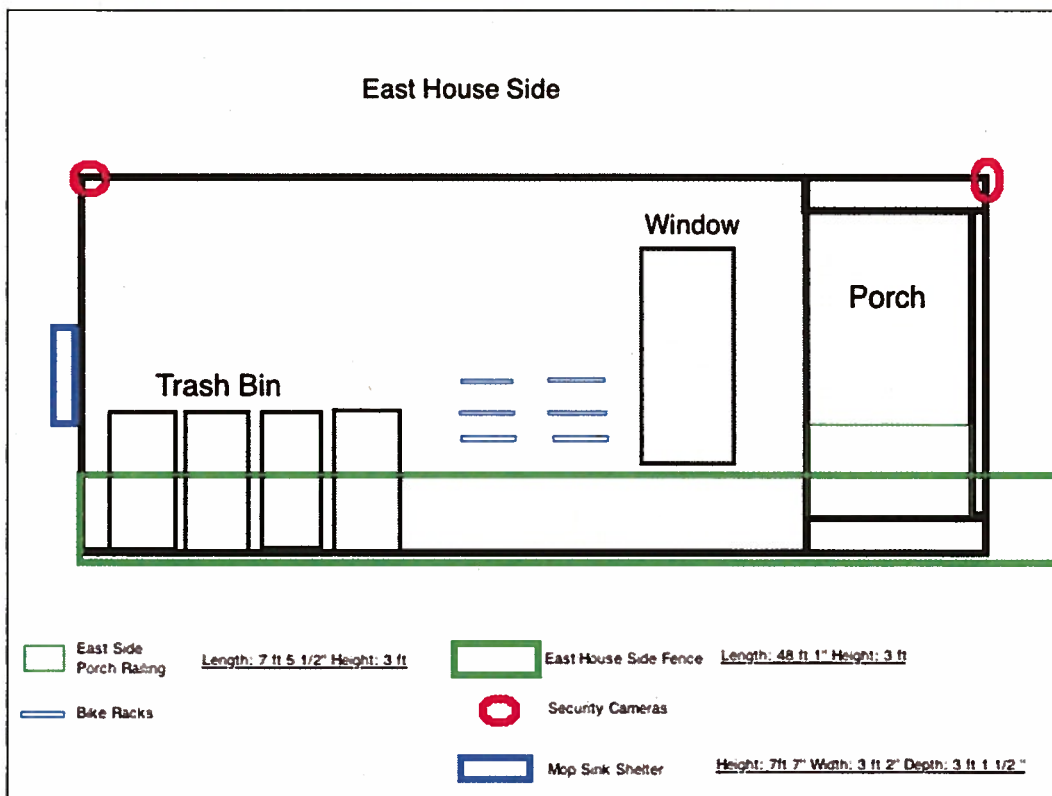 East House Side
Window
Porch
Trash Bin
East Side
Porch Railing
Length: 7 ft 5 1/2" Height: 3 ft
East House Side Fence
Length: 48 ft 1" Height: 3 ft
Bike Racks
Security Cameras
Mop Sink Shelter
Height: 7ft 7" Width: 3 ft 2" Depth: 3 ft 1 1/2 "